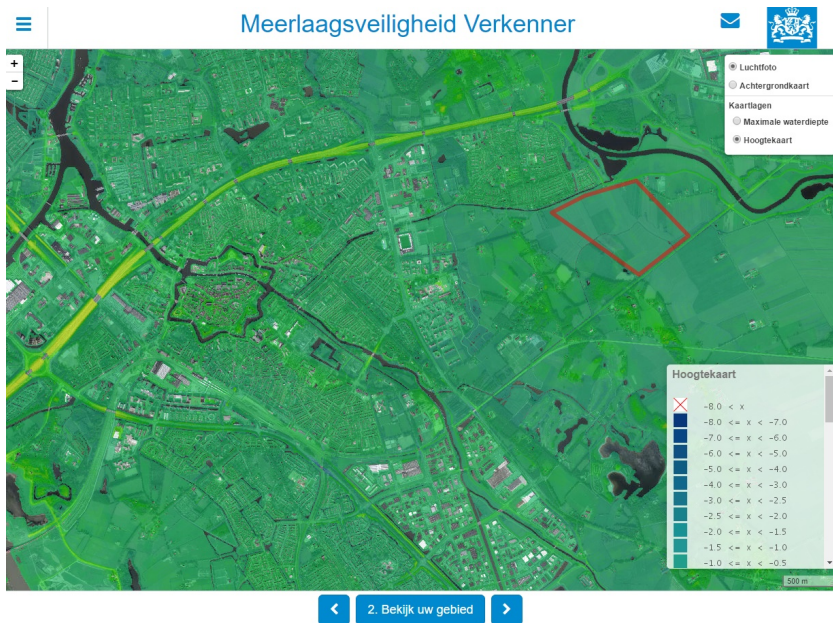 Meerlaagsveiligheid Verkenner
+
−
Luchtfoto
Achtergrondkaart
Kaartlagen
Maximale waterdiepte
Hoogtekaart
Hoogtekaart
-8.0 < x
-8.0 <= x < -7.0
-7.0 <= x < -6.0
-6.0 <= x < -5.0
-5.0 <= x < -4.0
-4.0 <= x < -3.0
-3.0 <= x < -2.5
-2.5 <= x < -2.0
-2.0 <= x < -1.5
-1.5 <= x < -1.0
-1.0 <= x < -0.5
500 m
2. Bekijk uw gebied